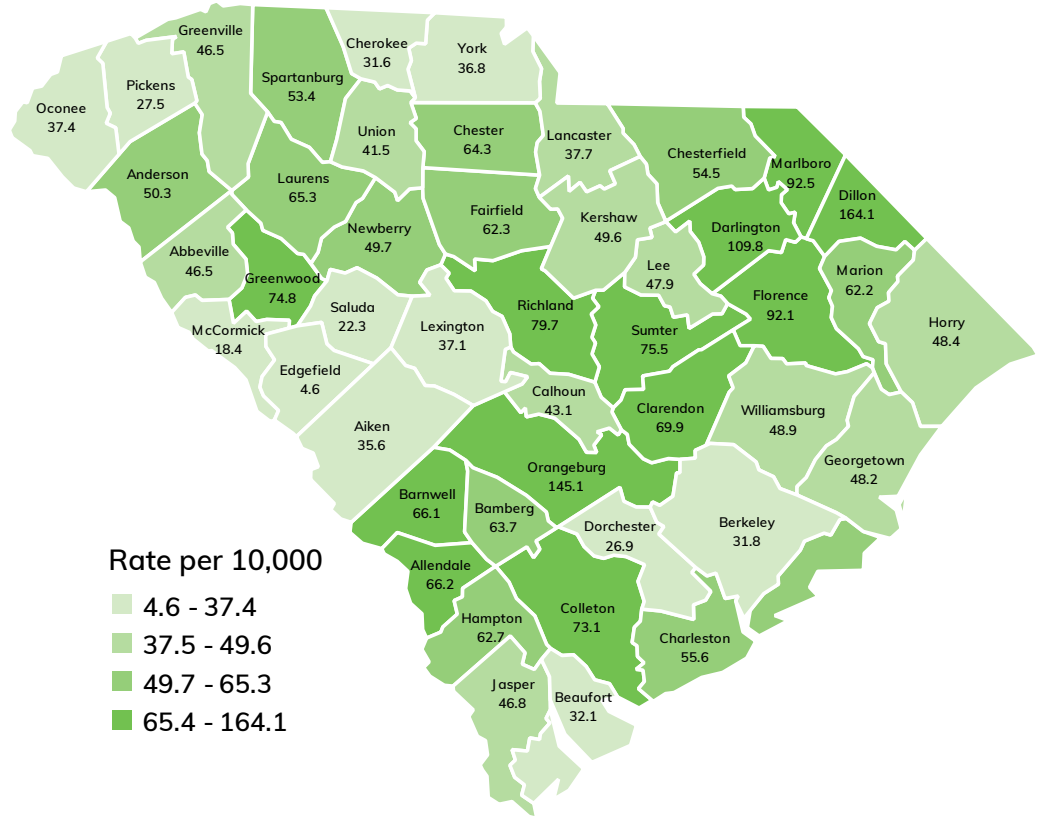 Greenville
46.5
Cherokee
31.6
York
36.8
Spartanburg
53.4
Pickens
27.5
Oconee
37.4
Union
41.5
Chester
64.3
Lancaster
37.7
Chesterfield
54.5
Marlboro
92.5
Anderson
50.3
Laurens
65.3
Dillon
164.1
Fairfield
62.3
Kershaw
49.6
Darlington
109.8
Newberry
49.7
Abbeville
46.5
Greenwood
74.8
Lee
47.9
Marion
62.2
Florence
92.1
Saluda
22.3
Richland
79.7
Lexington
37.1
Sumter
75.5
Horry
48.4
McCormick
18.4
Edgefield
4.6
Calhoun
43.1
Clarendon
69.9
Williamsburg
48.9
Aiken
35.6
Georgetown
48.2
Orangeburg
145.1
Barnwell
66.1
Bamberg
63.7
Dorchester
26.9
Berkeley
31.8
Allendale
66.2
Colleton
73.1
Hampton
62.7
Charleston
55.6
Jasper
46.8
Beaufort
32.1
Rate per 10,000
4.6 - 37.4
37.5 - 49.6
49.7 - 65.3
65.4 - 164.1